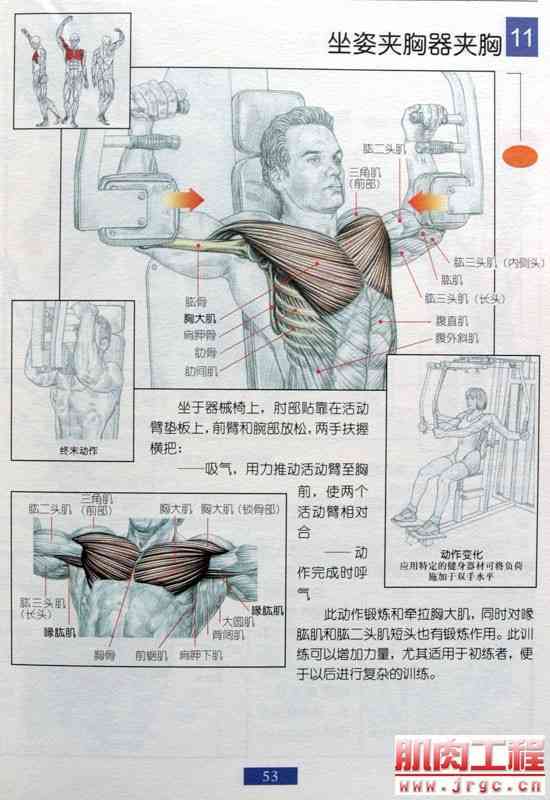 坐姿夹胸器夹胸 11
肱二头肌
三角肌
(前部)
肱三头肌(内侧头)
肱肌
肱三头肌(长头)
腹直肌
腹外斜肌
肱骨
胸大肌
肩胛骨
肋骨
肋间肌
终末动作
坐于器械椅上,肘部贴靠在活动
臂垫板上,前臂和腕部放松,两手扶握
横把:
——吸气,用力推动活动臂至胸
前,使两个
活动臂相对
合
——动
作完成时呼
气
动作变化
应用特定的健身器材可将负荷
施加于双手水平
三角肌
(前部)
肱二头肌
胸大肌
胸大肌(锁骨部)
肱三头肌
(长头)
喙肱肌
胸骨
前锯肌
肩胛下肌
大圆肌
背阔肌
喙肱肌
此动作锻炼和牵拉胸大肌,同时对喙
肱肌和肱二头肌短头也有锻炼作用。此训
练可以增加力量,尤其适用于初练者,便
于以后进行复杂的训练。
53
肌肉工程
www.jrgc.cn